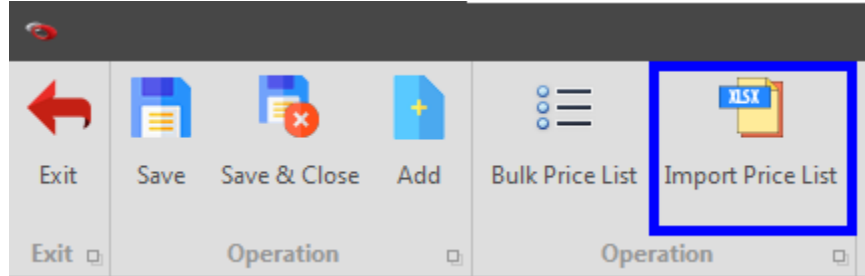 XLSX
Exit Save Save & Close Add Bulk Price List Import Price List
Exit Operation Operation